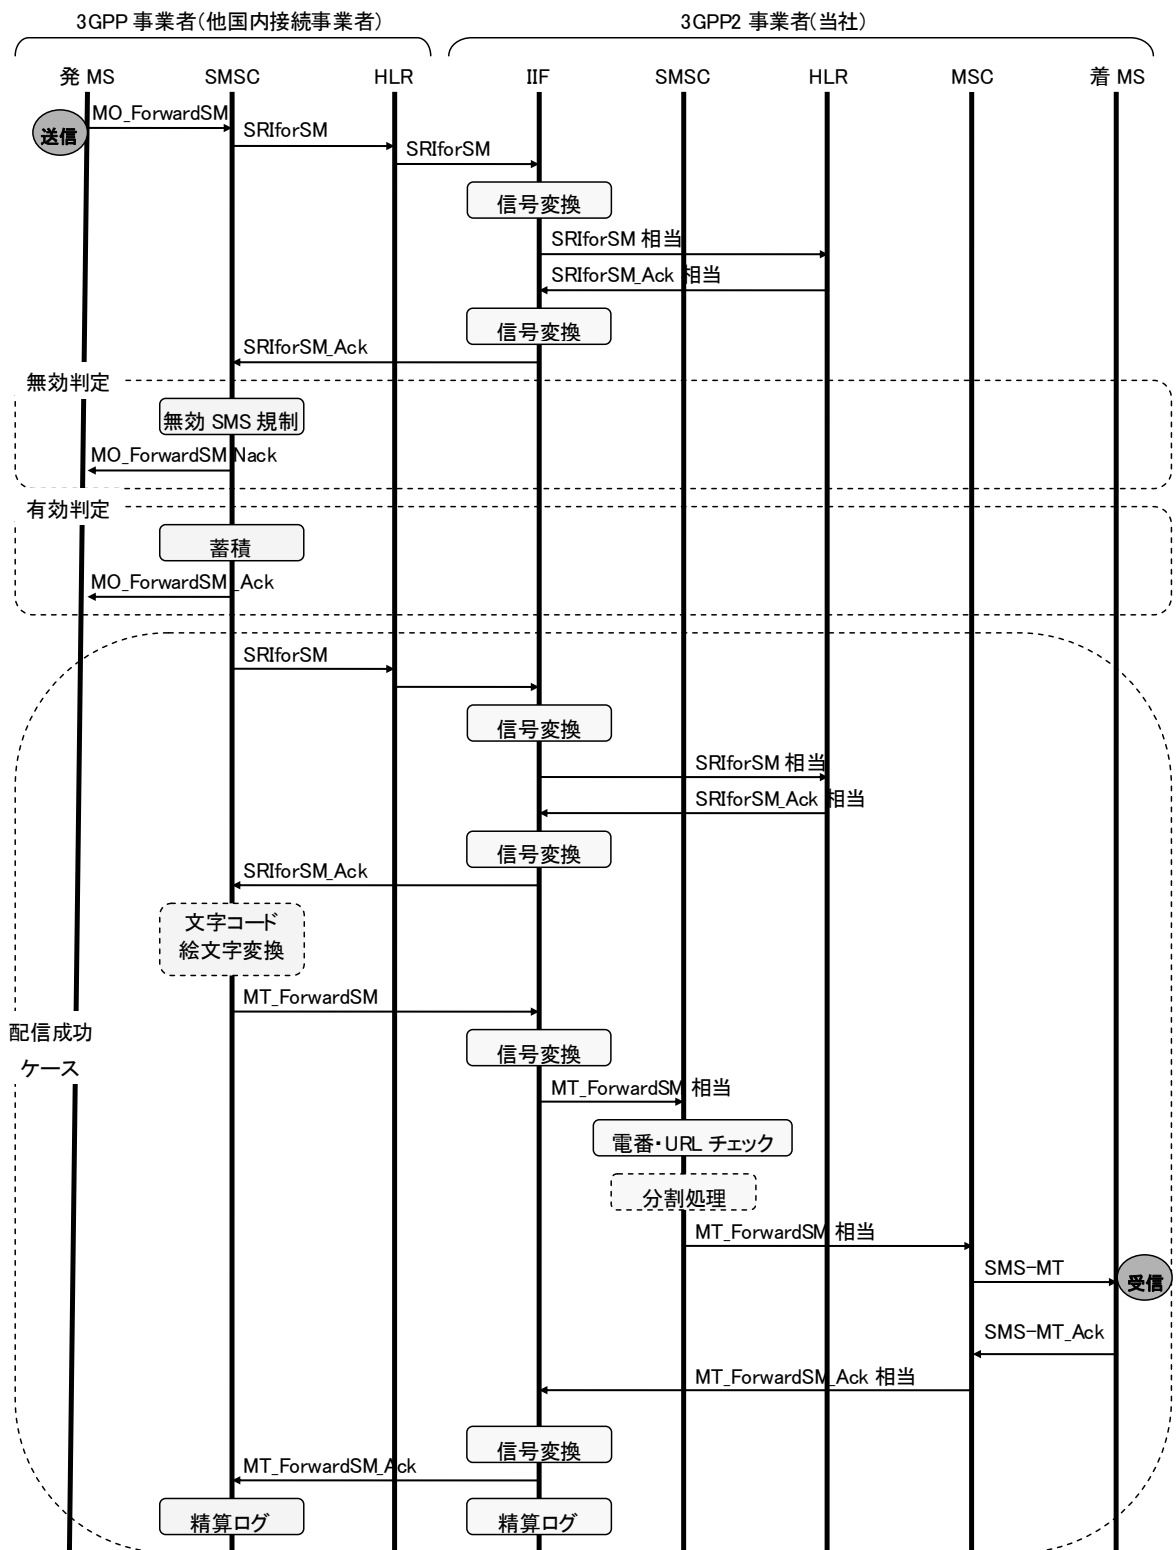 3GPP 事業者(他国内接続事業者)
3GPP2 事業者(当社)
発 MS
SMSC
HLR
IIF
SMSC
HLR
MSC
着 MS
送信
MO_ForwardSM
SRIforSM
SRIforSM
信号変換
SRIforSM 相当
SRIforSM_Ack 相当
信号変換
SRIforSM_Ack
無効判定
無効 SMS 規制
MO_ForwardSM Nack
有効判定
蓄積
MO_ForwardSM _Ack
SRIforSM
信号変換
SRIforSM 相当
SRIforSM_Ack 相当
信号変換
SRIforSM_Ack
文字コード
絵文字変換
MT_ForwardSM
配信成功
ケース
信号変換
MT_ForwardSM 相当
電番・URL チェック
分割処理
MT_ForwardSM 相当
SMS-MT
受信
SMS-MT_Ack
MT_ForwardSM_Ack 相当
信号変換
MT_ForwardSM_Ack
精算ログ
精算ログ